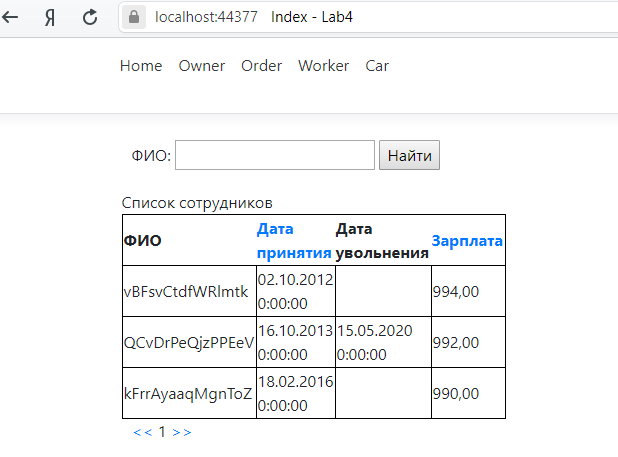 Я localhost:44377 Index - Lab4
Home Owner Order Worker Car
ФИО: Найти
Список сотрудников
ФИО Дата принятия Дата увольнения Зарплата
vBFsvCtdfWRlmtk 02.10.2012 0:00:00 994,00
QCvDrPeQjzPPEeV 16.10.2013 0:00:00 15.05.2020 0:00:00 992,00
kFrrAyaaqMgnToZ 18.02.2016 0:00:00 990,00
<< 1 >>